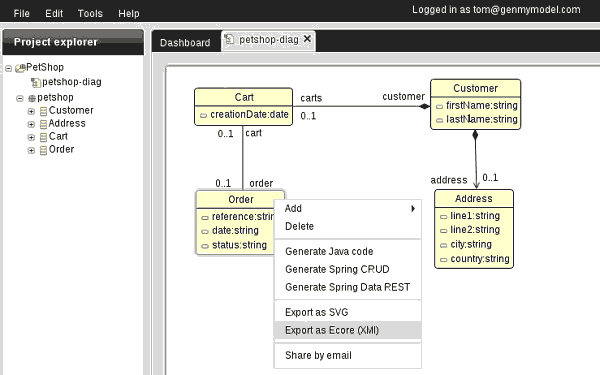 File Edit Tools Help
Logged in as tom@genmymodel.com
Project explorer
Dashboard
petshop-diag
PetShop
petshop-diag
petshop
Customer
Address
Cart
Order
Cart
creationDate:date
carts
0..1
customer
Customer
firstName:string
lastName:string
0..1
cart
0..1
order
address
0..1
Order
reference:strin
date:string
status:string
Address
line1:string
line2:string
city:string
country:string
Add
Delete
Generate Java code
Generate Spring CRUD
Generate Spring Data REST
Export as SVG
Export as Ecore (XMI)
Share by email